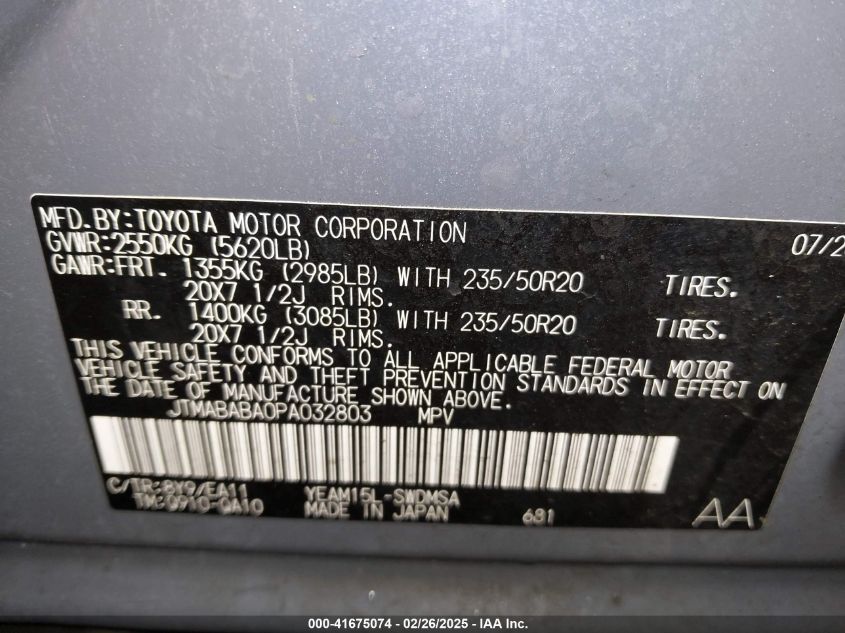 MFD.BY:TOYOTA MOTOR CORPORATION 07/2
GVWR:2550KG (5620LB)
GAWR:FRT. 1355KG (2985LB) WITH 235/50R20 TIRES.
20X7 1/2J RIMS.
RR. 1400KG (3085LB) WITH 235/50R20 TIRES.
20X7 1/2J RIMS.
THIS VEHICLE CONFORMS TO ALL APPLICABLE FEDERAL MOTOR
VEHICLE SAFETY AND THEFT PREVENTION STANDARDS IN EFFECT ON
THE DATE OF MANUFACTURE SHOWN ABOVE.
JTMABABA0PA032803 MPV
C/TR:8Y9/EA11 YEAM15L-SWDMSA
TM:Q910-QA10 MADE IN JAPAN 681 AA
000-41675074 / 02/26/2025 - IAA Inc.